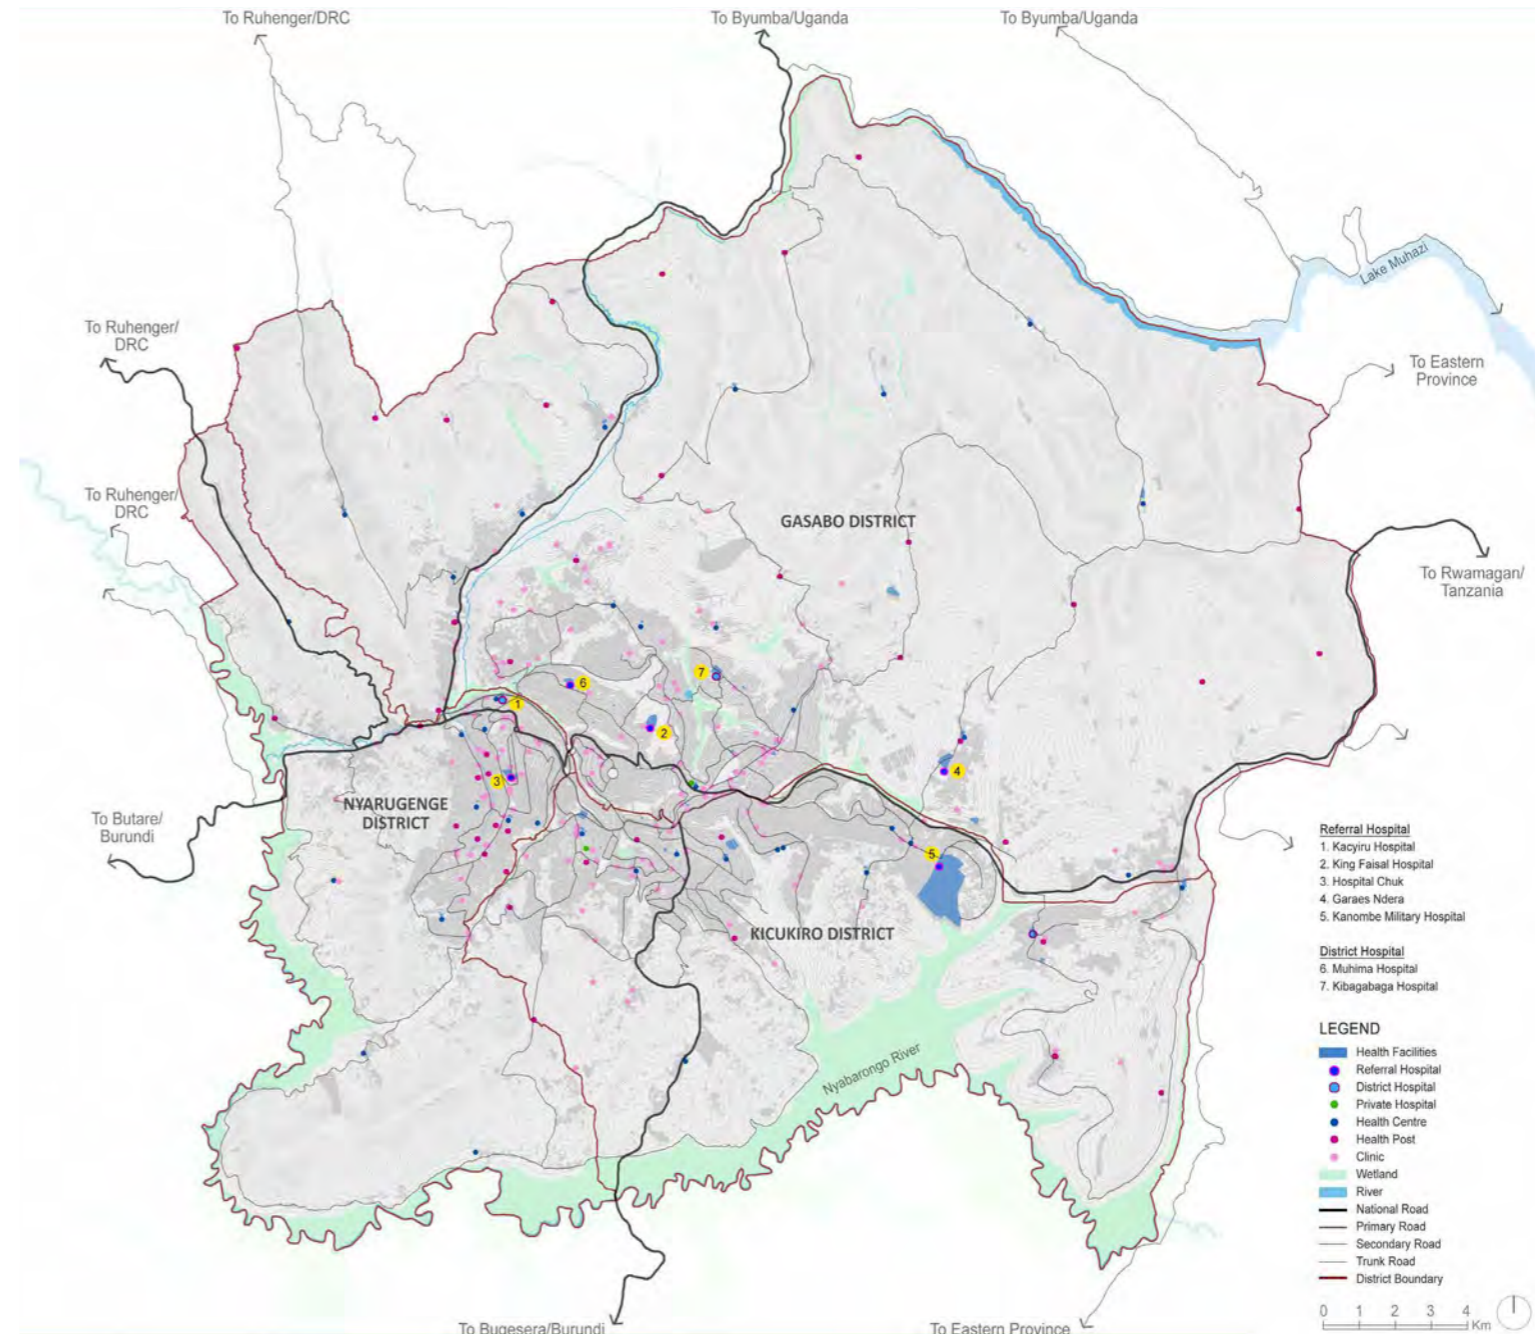 To Ruhenger/DRC
To Byumba/Uganda
To Byumba/Uganda
Lake Muhazi
To Ruhenger/
DRC
To Eastern
Province
To Ruhenger/
DRC
GASABO DISTRICT
To Rwamagan/
Tanzania
7
6
1
2
3
4
NYARUGENGE
DISTRICT
To Butare/
Burundi
5
KICUKIRO DISTRICT
Nyabarongo River
Referral Hospital
1. Kacyiru Hospital
2. King Faisal Hospital
3. Hospital Chuk
4. Garaes Ndera
5. Kanombe Military Hospital
District Hospital
6. Muhima Hospital
7. Kibagabaga Hospital
LEGEND
Health Facilities
Referral Hospital
District Hospital
Private Hospital
Health Centre
Health Post
Clinic
Wetland
River
National Road
Primary Road
Secondary Road
Trunk Road
District Boundary
0 1 2 3 4
Km
To Bugesera/Burundi
To Eastern Province